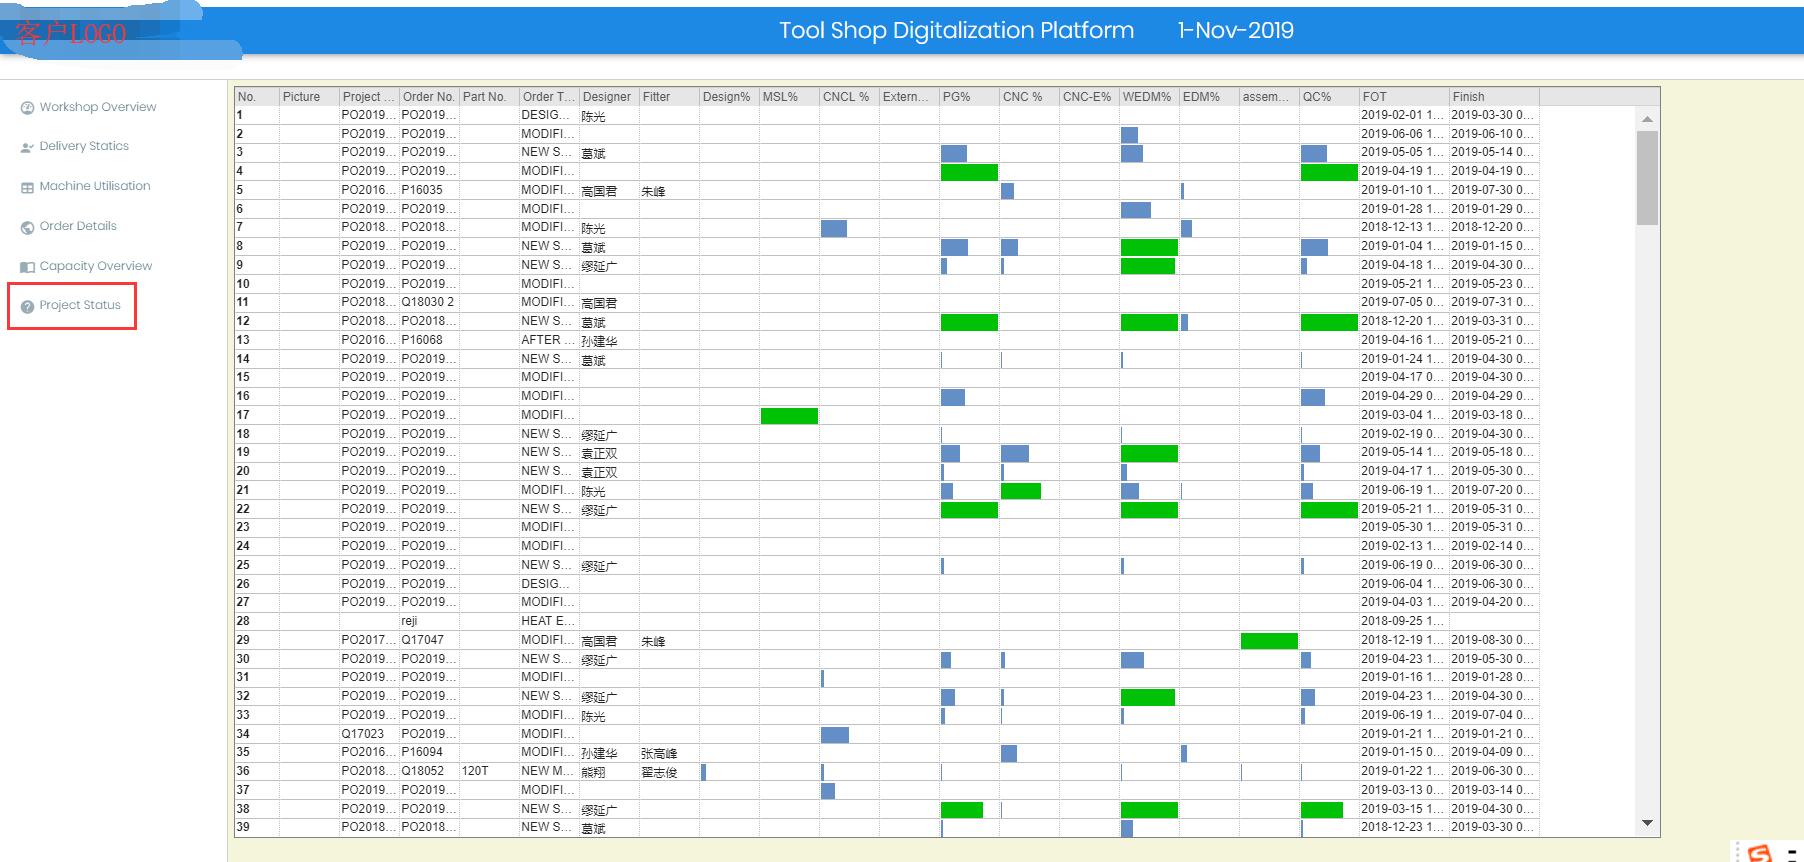 客户LOGO
Tool Shop Digitalization Platform 1-Nov-2019
Workshop Overview
Delivery Statics
Machine Utilisation
Order Details
Capacity Overview
Project Status
No. Picture Project ... Order No. Part No. Order T... Designer Fitter Design% MSL% CNCL % Extern... PG% CNC % CNC-E% WEDM% EDM% assem... QC% FOT Finish
1 PO2019... PO2019... DESIG... 陈光 2019-02-01 1... 2019-03-30 0...
2 PO2019... PO2019... MODIFI... 2019-06-06 1... 2019-06-10 0...
3 PO2019... PO2019... NEW S... 葛斌 2019-05-05 1... 2019-05-14 0...
4 PO2019... PO2019... MODIFI... 2019-04-19 1... 2019-04-19 0...
5 PO2016... P16035 MODIFI... 高国君 朱峰 2019-01-10 1... 2019-07-30 0...
6 PO2019... PO2019... MODIFI... 2019-01-28 1... 2019-01-29 0...
7 PO2018... PO2018... MODIFI... 陈光 2018-12-13 1... 2018-12-20 0...
8 PO2019... PO2019... NEW S... 葛斌 2019-01-04 1... 2019-01-15 0...
9 PO2019... PO2019... NEW S... 缪延广 2019-04-18 1... 2019-04-30 0...
10 PO2019... PO2019... MODIFI... 2019-05-21 1... 2019-05-23 0...
11 PO2018... Q18030 2 MODIFI... 高国君 2019-07-05 0... 2019-07-31 0...
12 PO2018... PO2018... NEW S... 葛斌 2018-12-20 1... 2019-03-31 0...
13 PO2016... P16068 AFTER ... 孙建华 2019-04-16 1... 2019-05-21 0...
14 PO2019... PO2019... NEW S... 葛斌 2019-01-24 1... 2019-04-30 0...
15 PO2019... PO2019... MODIFI... 2019-04-17 0... 2019-04-30 0...
16 PO2019... PO2019... MODIFI... 2019-04-29 0... 2019-04-29 0...
17 PO2019... PO2019... MODIFI... 2019-03-04 1... 2019-03-18 0...
18 PO2019... PO2019... NEW S... 缪延广 2019-02-19 0... 2019-04-30 0...
19 PO2019... PO2019... NEW S... 袁正双 2019-05-14 1... 2019-05-18 0...
20 PO2019... PO2019... NEW S... 袁正双 2019-04-17 1... 2019-05-30 0...
21 PO2019... PO2019... MODIFI... 陈光 2019-06-19 1... 2019-07-20 0...
22 PO2019... PO2019... NEW S... 缪延广 2019-05-21 1... 2019-05-31 0...
23 PO2019... PO2019... MODIFI... 2019-05-30 1... 2019-05-31 0...
24 PO2019... PO2019... MODIFI... 2019-02-13 1... 2019-02-14 0...
25 PO2019... PO2019... NEW S... 缪延广 2019-06-19 0... 2019-06-30 0...
26 PO2019... PO2019... DESIG... 2019-06-04 1... 2019-06-30 0...
27 PO2019... PO2019... MODIFI... 2019-04-03 1... 2019-04-20 0...
28 reji HEAT E... 2018-09-25 1...
29 PO2017... Q17047 MODIFI... 高国君 朱峰 2018-12-19 1... 2019-08-30 0...
30 PO2019... PO2019... NEW S... 缪延广 2019-04-23 1... 2019-05-30 0...
31 PO2019... PO2019... MODIFI... 2019-01-16 1... 2019-01-28 0...
32 PO2019... PO2019... NEW S... 缪延广 2019-04-23 1... 2019-04-30 0...
33 PO2019... PO2019... MODIFI... 陈光 2019-06-19 1... 2019-07-04 0...
34 Q17023 PO2019... MODIFI... 2019-01-21 1... 2019-01-21 0...
35 PO2016... P16094 MODIFI... 孙建华 张高峰 2019-01-15 0... 2019-04-09 0...
36 PO2018... Q18052 120T NEW M... 熊翔 翟志俊 2019-01-22 1... 2019-06-30 0...
37 PO2019... PO2019... MODIFI... 2019-03-13 0... 2019-03-14 0...
38 PO2019... PO2019... NEW S... 缪延广 2019-03-15 1... 2019-04-30 0...
39 PO2018... PO2018... NEW S... 葛斌 2018-12-23 1... 2019-03-30 0...